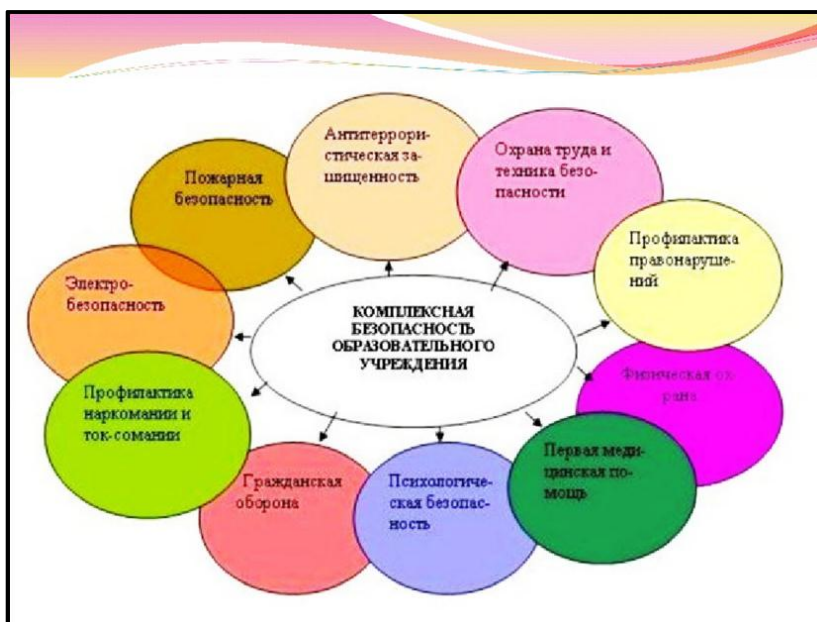 Антитеррори-
стическая за-
щищенность
Охрана труда и
техника безо-
пасности
Пожарная
безопасность
Профилактика
правонаруше-
ний
Электро-
безопасность
КОМПЛЕКСНАЯ
БЕЗОПАСНОСТЬ
ОБРАЗОВАТЕЛЬНОГО
УЧРЕЖДЕНИЯ
Физическая ох-
рана
Профилактика
наркомании и
ток-сомании
Первая меди-
цинская по-
мощь
Гражданская
оборона
Психологиче-
ская безопас-
ность